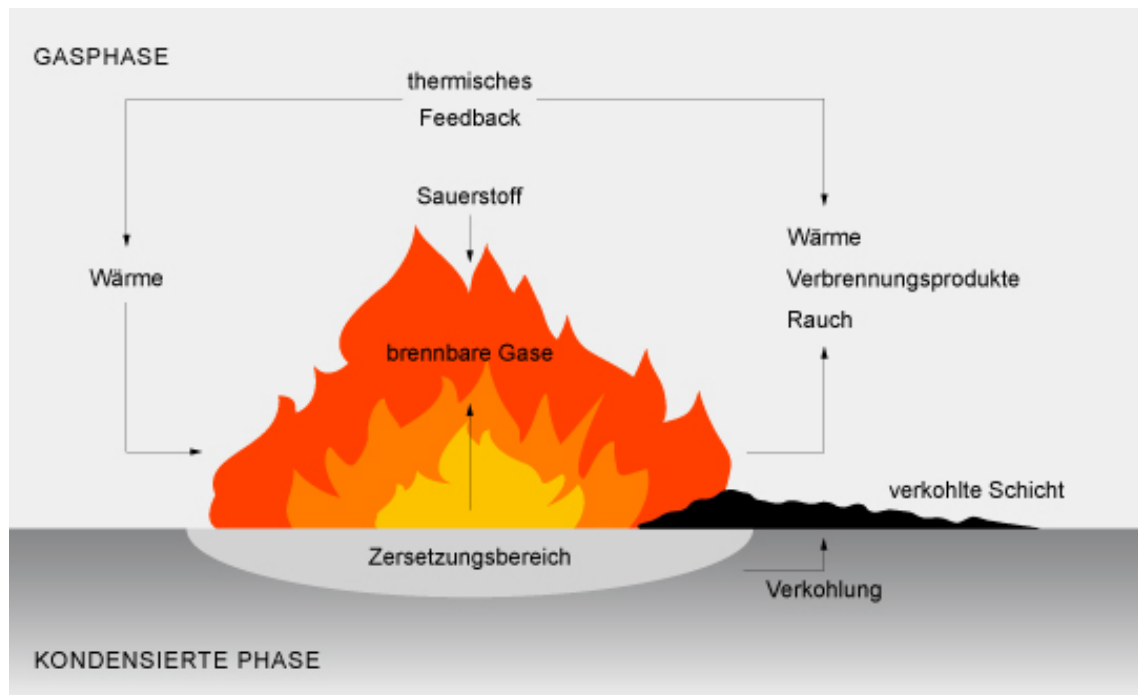 GASPHASE
thermisches
Feedback
Sauerstoff
Wärme
Wärme
Verbrennungsprodukte
Rauch
brennbare Gase
verkohlte Schicht
Zersetzungsbereich
Verkohlung
KONDENSIERTE PHASE